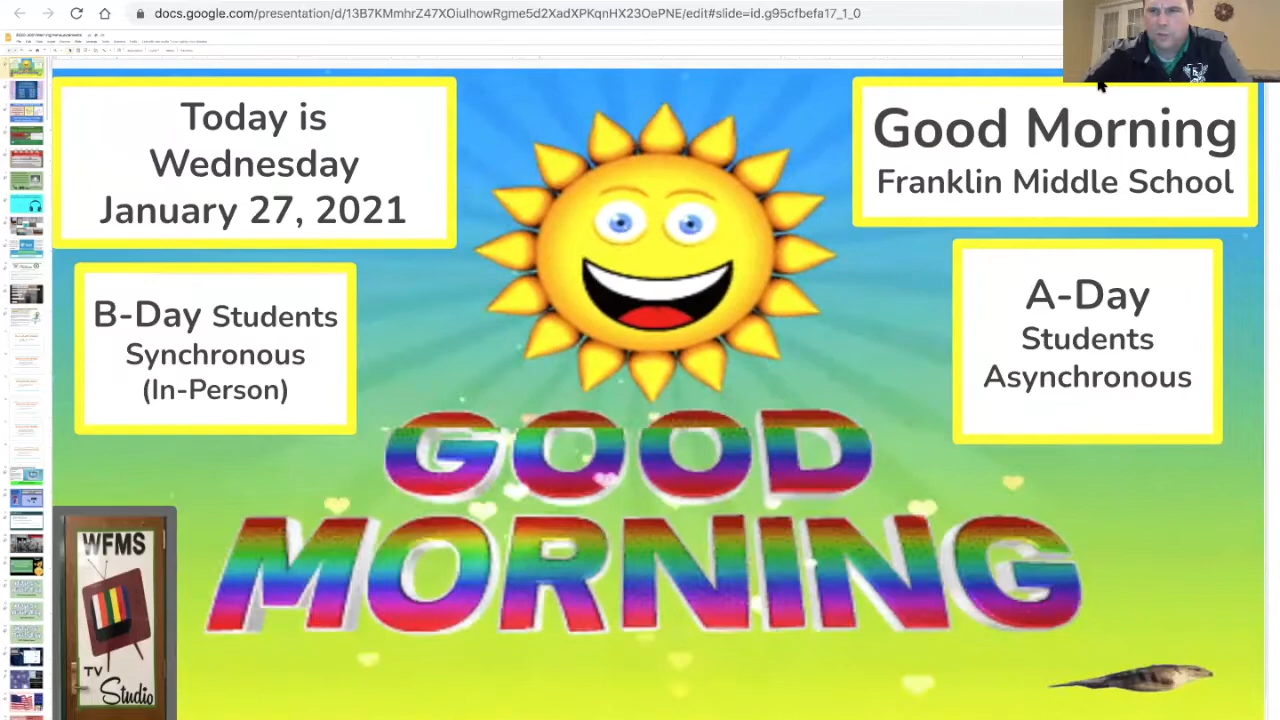 docs.google.com/presentation/d/13B7KMmhrZ47XOiuIhowRgme5d2XadXPKqnHX23OePNE/edit#slide=id.g95cfbefa17_1_0
Today is
Wednesday
January 27, 2021
Good Morning
Franklin Middle School
B-Day Students
Synchronous
(In-Person)
A-Day
Students
Asynchronous
GOOD
MORNING
WFMS
TV
Studio